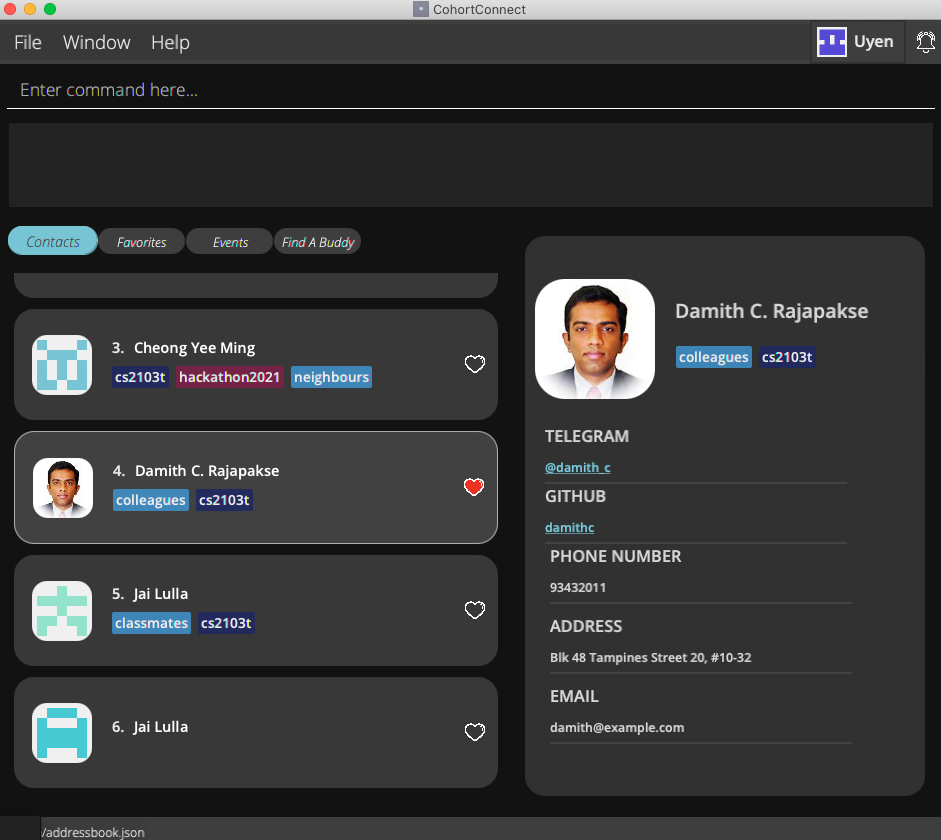 CohortConnect
File Window Help
Uyen
Enter command here...
Contacts Favorites Events Find A Buddy
3. Cheong Yee Ming
cs2103t hackathon2021 neighbours
4. Damith C. Rajapakse
colleagues cs2103t
5. Jai Lulla
classmates cs2103t
6. Jai Lulla
Damith C. Rajapakse
colleagues cs2103t
TELEGRAM
@damith_c
GITHUB
damithc
PHONE NUMBER
93432011
ADDRESS
Blk 48 Tampines Street 20, #10-32
EMAIL
damith@example.com
/addressbook.json